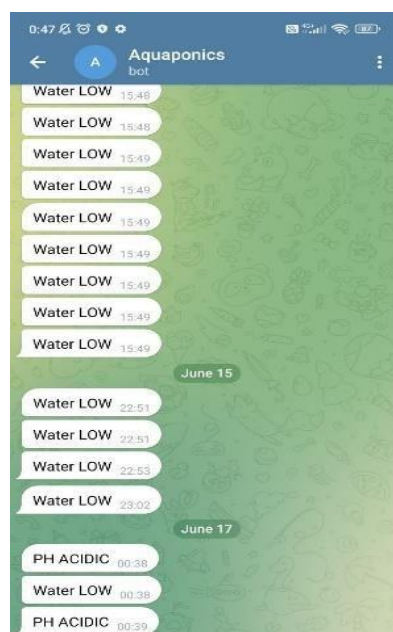 0:47
A
Aquaponics
bot
Water LOW 15:48
Water LOW 15:48
Water LOW 15:49
Water LOW 15:49
Water LOW 15:49
Water LOW 15:49
Water LOW 15:49
Water LOW 15:49
Water LOW 15:49
June 15
Water LOW 22:51
Water LOW 22:51
Water LOW 22:53
Water LOW 23:02
June 17
PH ACIDIC 00:38
Water LOW 00:38
PH ACIDIC 00:39